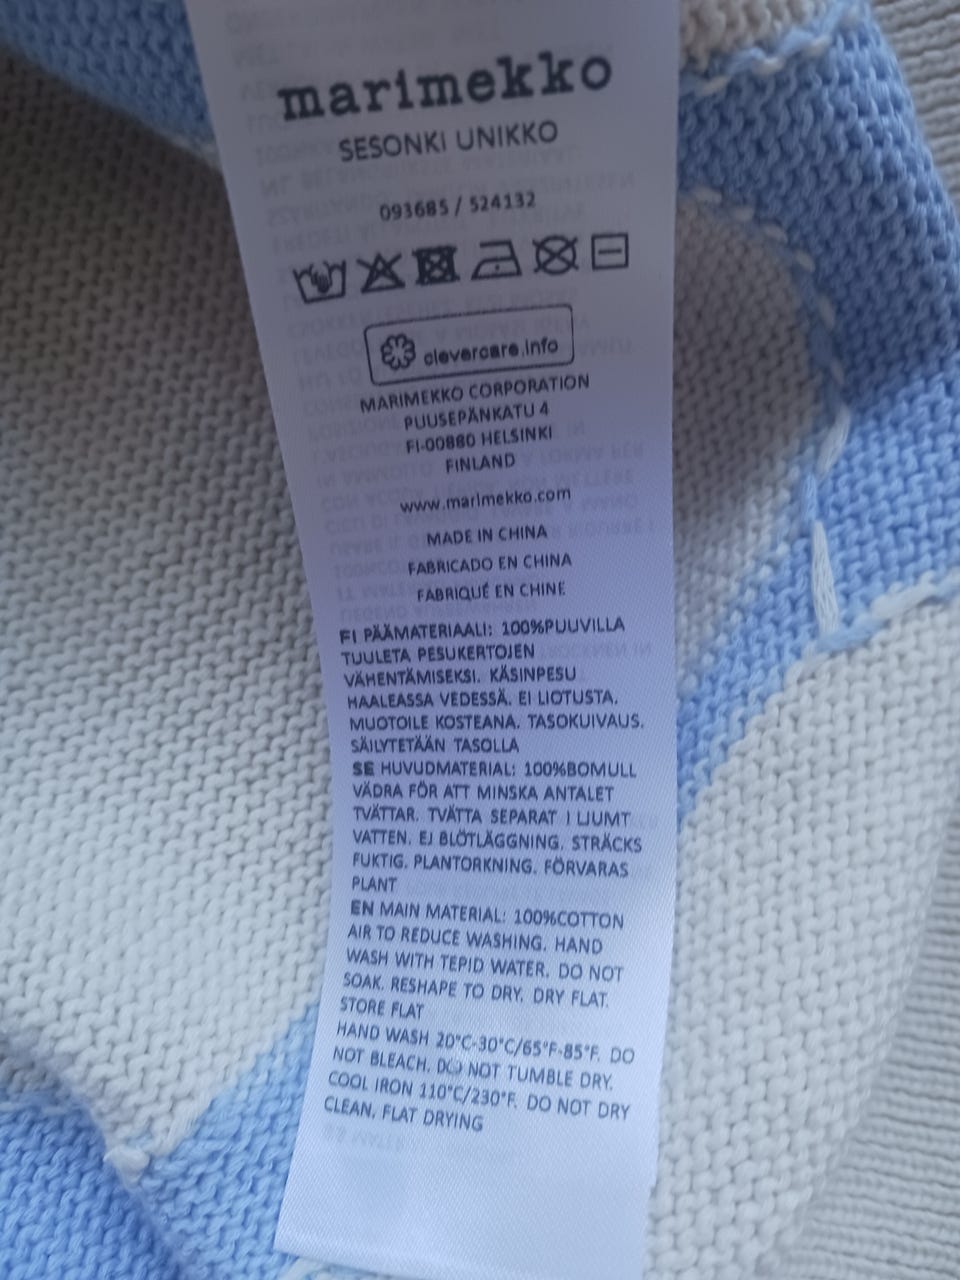 marimekko
SESONKI UNIKKO
093685 / 524132
clevercare.info
MARIMEKKO CORPORATION
PUUSEPÄNKATU 4
FI-00880 HELSINKI
FINLAND
www.marimekko.com
MADE IN CHINA
FABRICADO EN CHINA
FABRIQUÉ EN CHINE
FI PÄÄMATERIAALI: 100%PUUVILLA
TUULETA PESUKERTOJEN
VÄHENTÄMISEKSI. KÄSINPESU
HAALEASSA VEDESSÄ. EI LIOTUSTA.
MUOTOILE KOSTEANA. TASOKUIVAUS.
SÄILYTETÄÄN TASOLLA
SE HUVUDMATERIAL: 100%BOMULL
VÄDRA FÖR ATT MINSKA ANTALET
TVÄTTAR. TVÄTTA SEPARAT I LJUMT
VATTEN. EJ BLÖTLÄGGNING. STRÄCKS
FUKTIG. PLANTORKNING. FÖRVARAS
PLANT
EN MAIN MATERIAL: 100%COTTON
AIR TO REDUCE WASHING. HAND
WASH WITH TEPID WATER. DO NOT
SOAK. RESHAPE TO DRY. DRY FLAT.
STORE FLAT
HAND WASH 20°C-30°C/65°F-85°F. DO
NOT BLEACH. DO NOT TUMBLE DRY.
COOL IRON 110°C/230°F. DO NOT DRY
CLEAN. FLAT DRYING